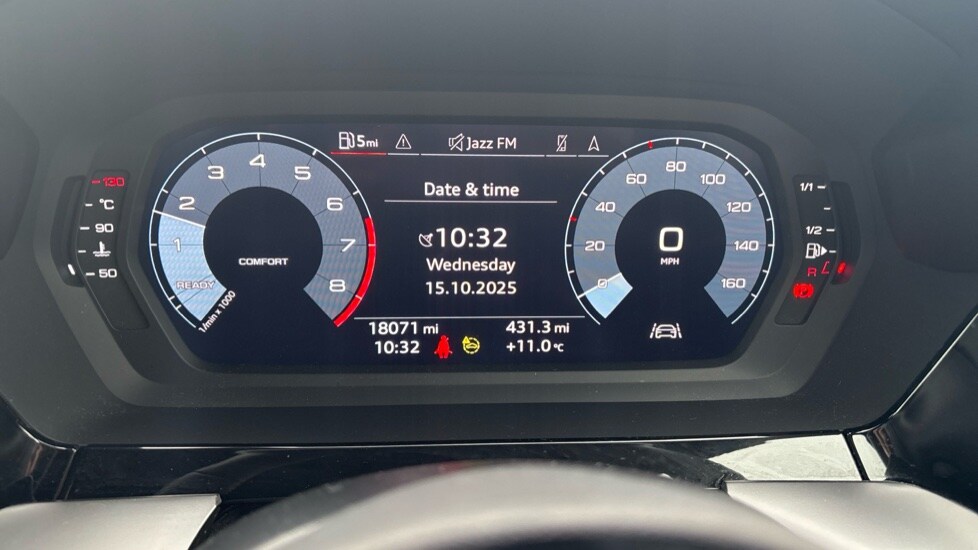 5mi Jazz FM
Date & time
10:32
Wednesday
15.10.2025
18071 mi 431.3 mi
10:32 +11.0 °C
1 2 3 4 5 6 7 8
COMFORT
READY
1/min x 1000
0 20 40 60 80 100 120 140 160
0
MPH
130
°C
90
50
1/1
1/2
R